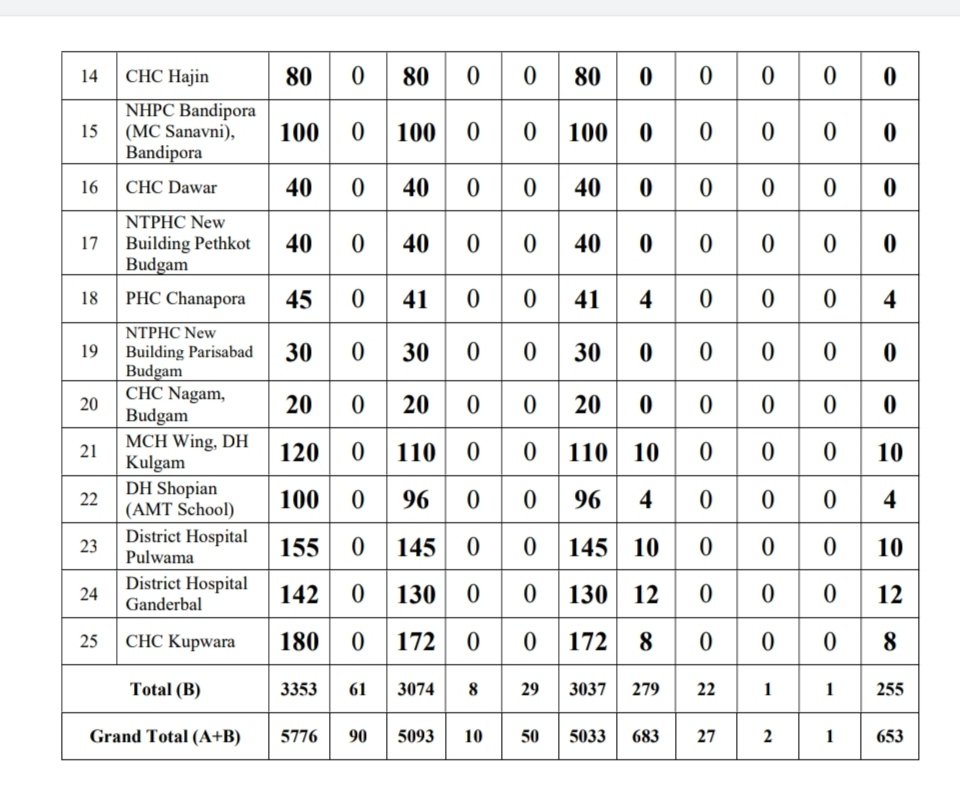 14 CHC Hajin 80 0 80 0 0 80 0 0 0 0 0
NHPC Bandipora
15 (MC Sanavni), 100 0 100 0 0 100 0 0 0 0 0
Bandipora
16 CHC Dawar 40 0 40 0 0 40 0 0 0 0 0
NTPHC New
17 Building Pethkot 40 0 40 0 0 40 0 0 0 0 0
Budgam
18 PHC Chanapora 45 0 41 0 0 41 4 0 0 0 4
NTPHC New
19 Building Parisabad 30 0 30 0 0 30 0 0 0 0 0
Budgam
20 CHC Nagam, 20 0 20 0 0 20 0 0 0 0 0
Budgam
21 MCH Wing, DH 120 0 110 0 0 110 10 0 0 0 10
Kulgam
22 DH Shopian 100 0 96 0 0 96 4 0 0 0 4
(AMT School)
23 District Hospital 155 0 145 0 0 145 10 0 0 0 10
Pulwama
24 District Hospital 142 0 130 0 0 130 12 0 0 0 12
Ganderbal
25 CHC Kupwara 180 0 172 0 0 172 8 0 0 0 8
Total (B) 3353 61 3074 8 29 3037 279 22 1 1 255
Grand Total (A+B) 5776 90 5093 10 50 5033 683 27 2 1 653